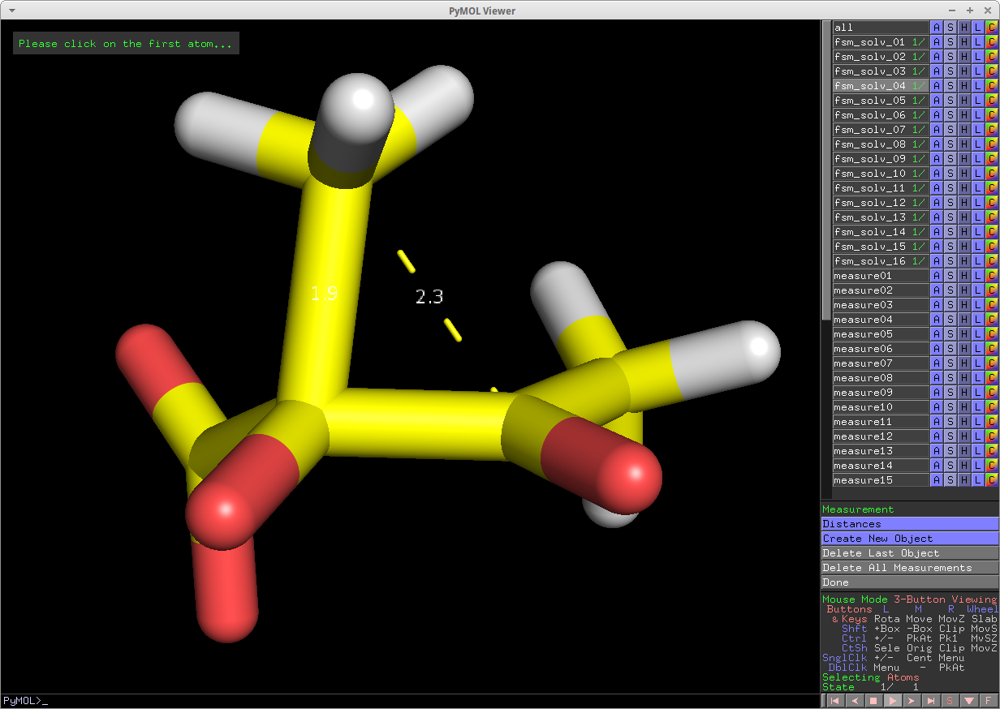 PyMOL Viewer
Please click on the first atom...
1.9
2.3
all A S H L C
fsm_solv_01 1/ A S H L C
fsm_solv_02 1/ A S H L C
fsm_solv_03 1/ A S H L C
fsm_solv_04 1/ A S H L C
fsm_solv_05 1/ A S H L C
fsm_solv_06 1/ A S H L C
fsm_solv_07 1/ A S H L C
fsm_solv_08 1/ A S H L C
fsm_solv_09 1/ A S H L C
fsm_solv_10 1/ A S H L C
fsm_solv_11 1/ A S H L C
fsm_solv_12 1/ A S H L C
fsm_solv_13 1/ A S H L C
fsm_solv_14 1/ A S H L C
fsm_solv_15 1/ A S H L C
fsm_solv_16 1/ A S H L C
measure01 A S H L C
measure02 A S H L C
measure03 A S H L C
measure04 A S H L C
measure05 A S H L C
measure06 A S H L C
measure07 A S H L C
measure08 A S H L C
measure09 A S H L C
measure10 A S H L C
measure11 A S H L C
measure12 A S H L C
measure13 A S H L C
measure14 A S H L C
measure15 A S H L C
Measurement
Distances
Create New Object
Delete Last Object
Delete All Measurements
Done
Mouse Mode 3-Button Viewing
Buttons L M R Wheel
& Keys Rota Move MovZ Slab
Shft +Box -Box Clip MovS
Ctrl +/- PkAt Pk1 MvSZ
CtSh Sele Orig Clip MovZ
SnglClk +/- Cent Menu
DblClk Menu - PkAt
Selecting Atoms
State 1/ 1
S F
PyMOL>_